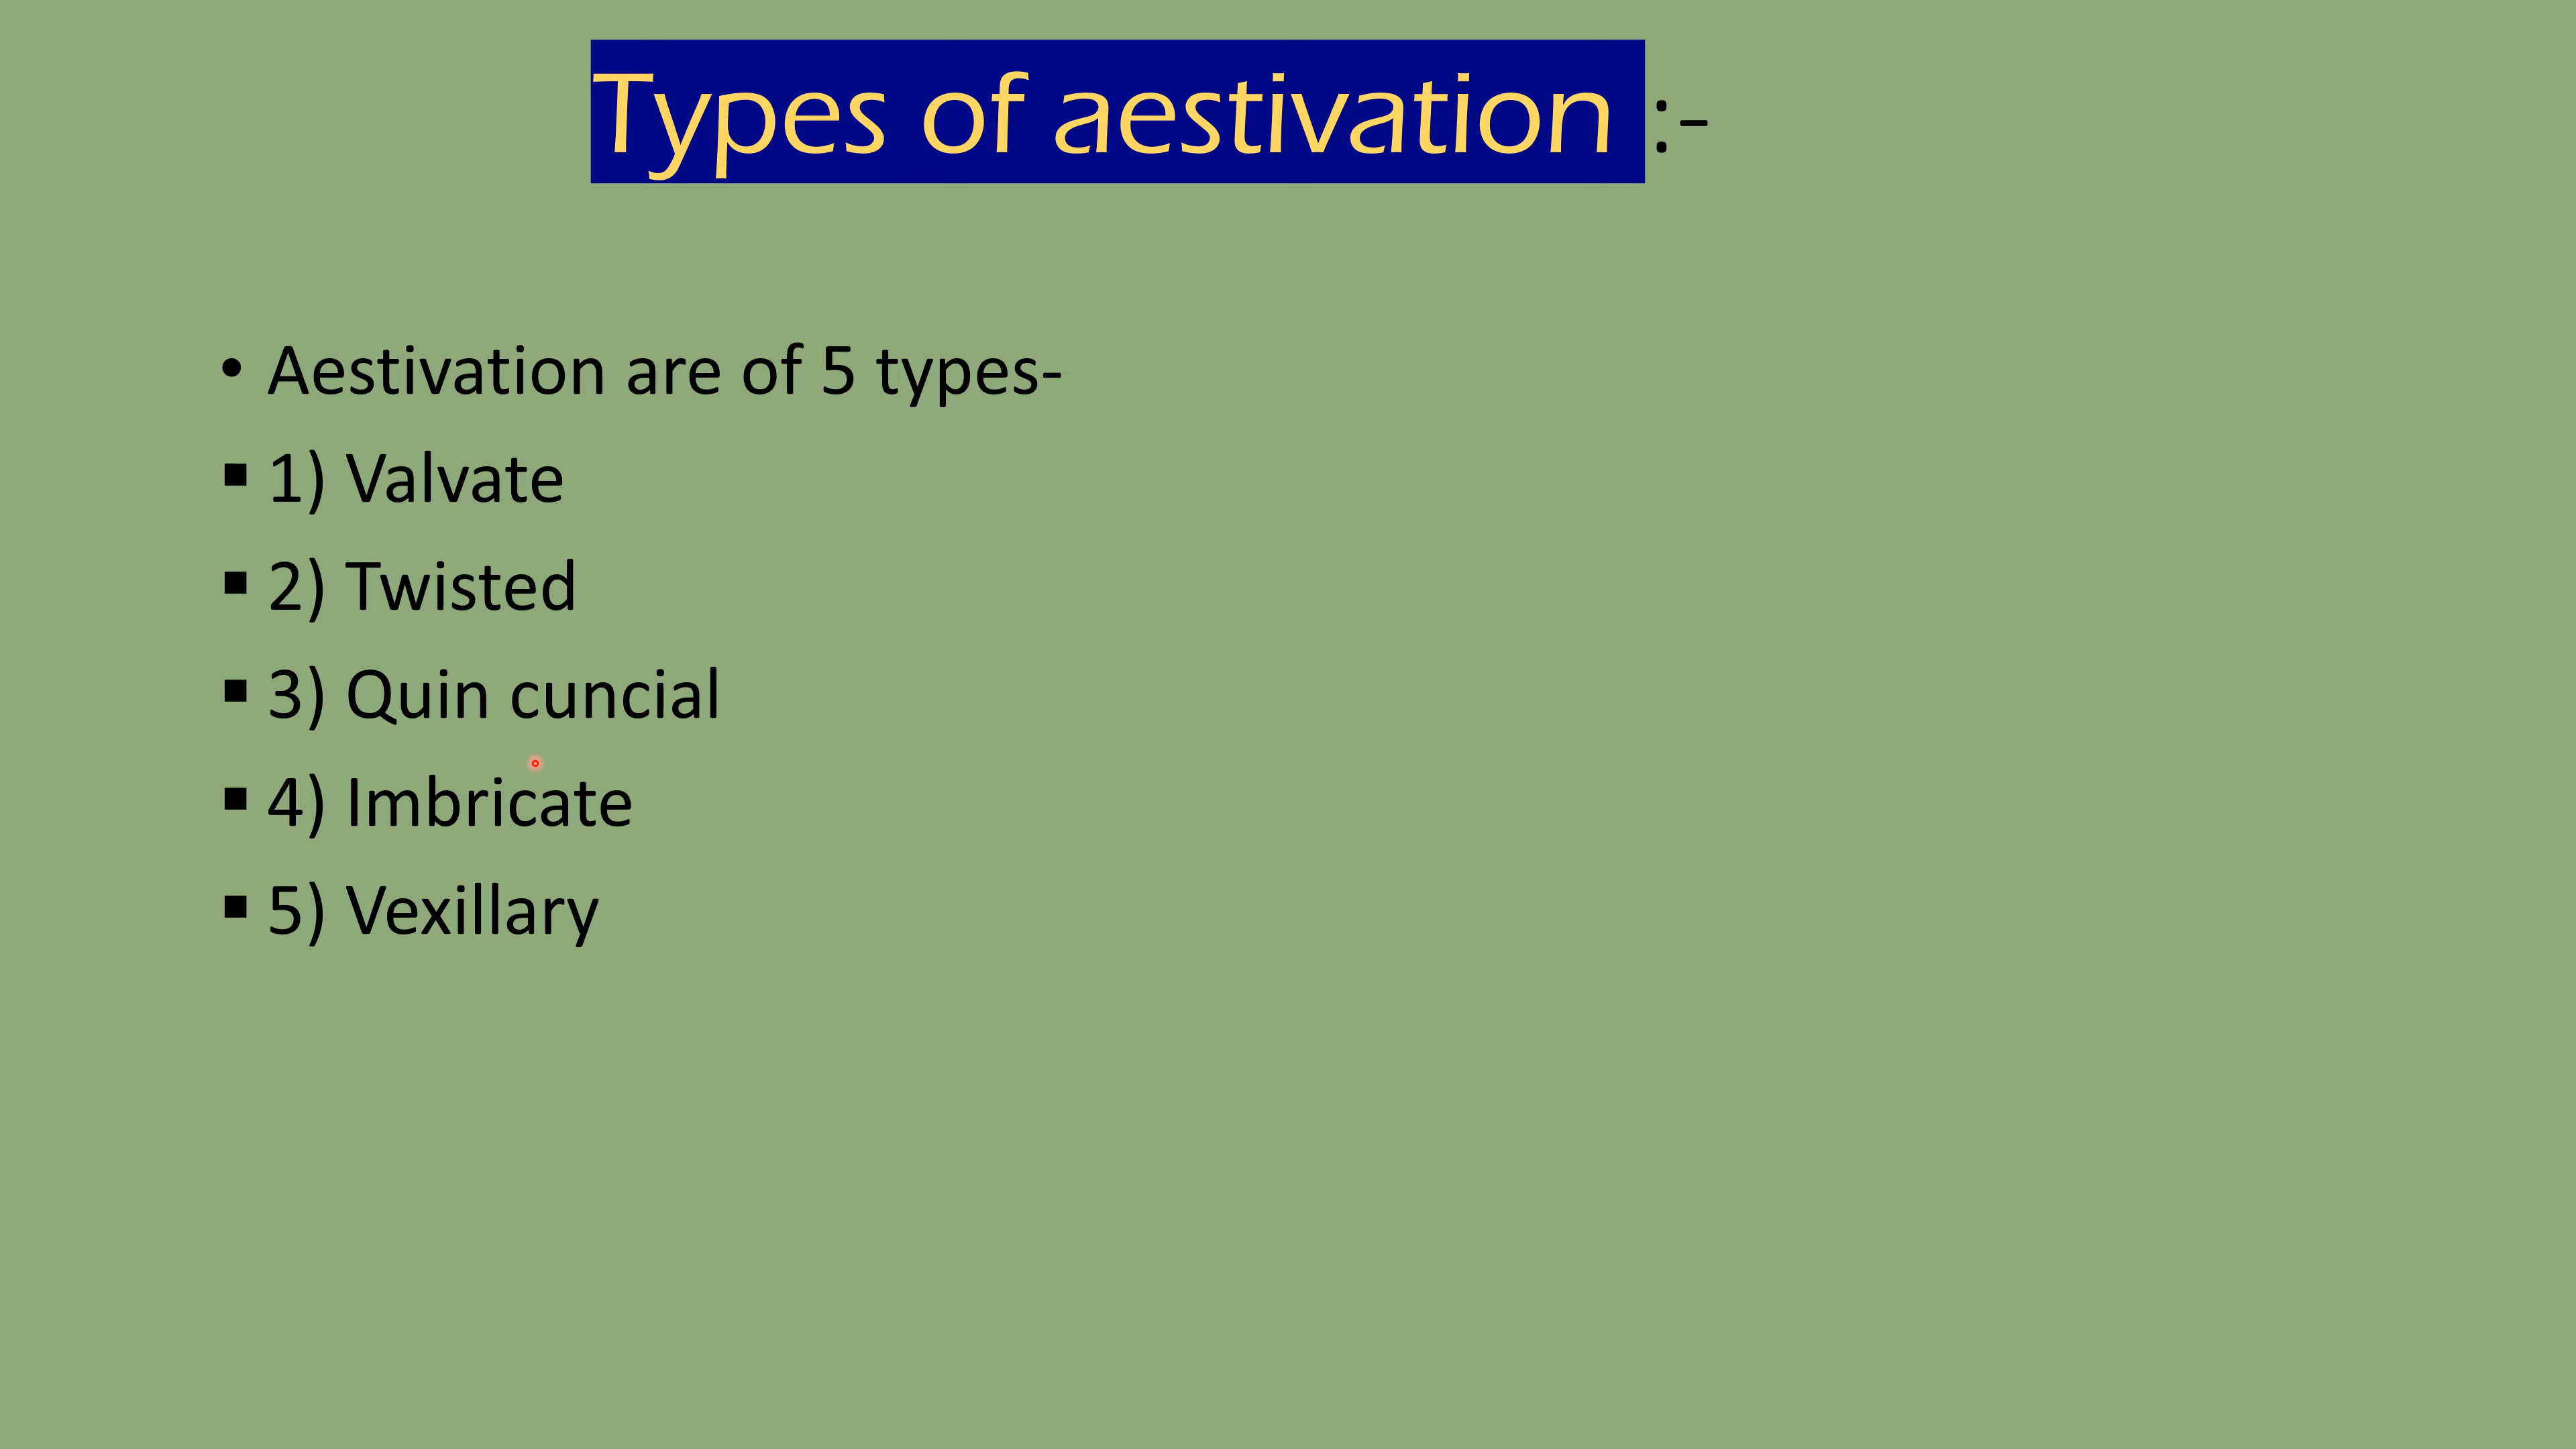 Types of aestivation :-
• Aestivation are of 5 types-
▪ 1) Valvate
▪ 2) Twisted
▪ 3) Quin cuncial
▪ 4) Imbricate
▪ 5) Vexillary